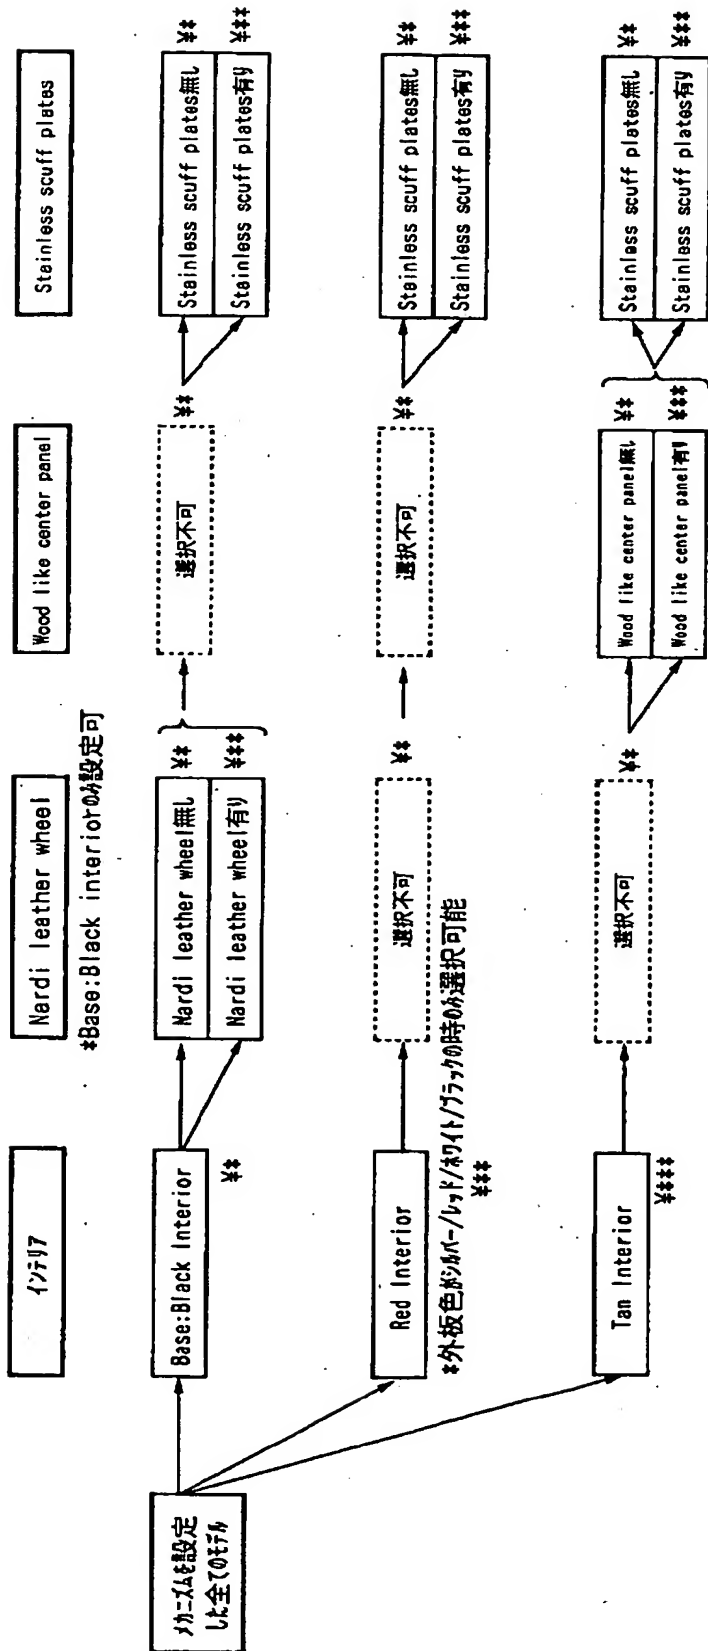 インテリア
Nardi leather wheel
*Base:Black interiorのみ設定可
Wood like center panel
Stainless scuff plates
メカニズムを設定
した全てのモデル
Base:Black Interior
¥*
Nardi leather wheel無し ¥*
Nardi leather wheel有り ¥***
選択不可
¥*
Stainless scuff plates無し ¥*
Stainless scuff plates有り ¥***
Red Interior
*外板色がシルバー/レッド/ホワイト/ブラックの時のみ選択可能
¥**
選択不可
¥*
選択不可
¥*
Stainless scuff plates無し ¥*
Stainless scuff plates有り ¥***
Tan Interior
¥***
選択不可
¥*
Wood like center panel無し ¥*
Wood like center panel有り ¥***
Stainless scuff plates無し ¥*
Stainless scuff plates有り ¥***